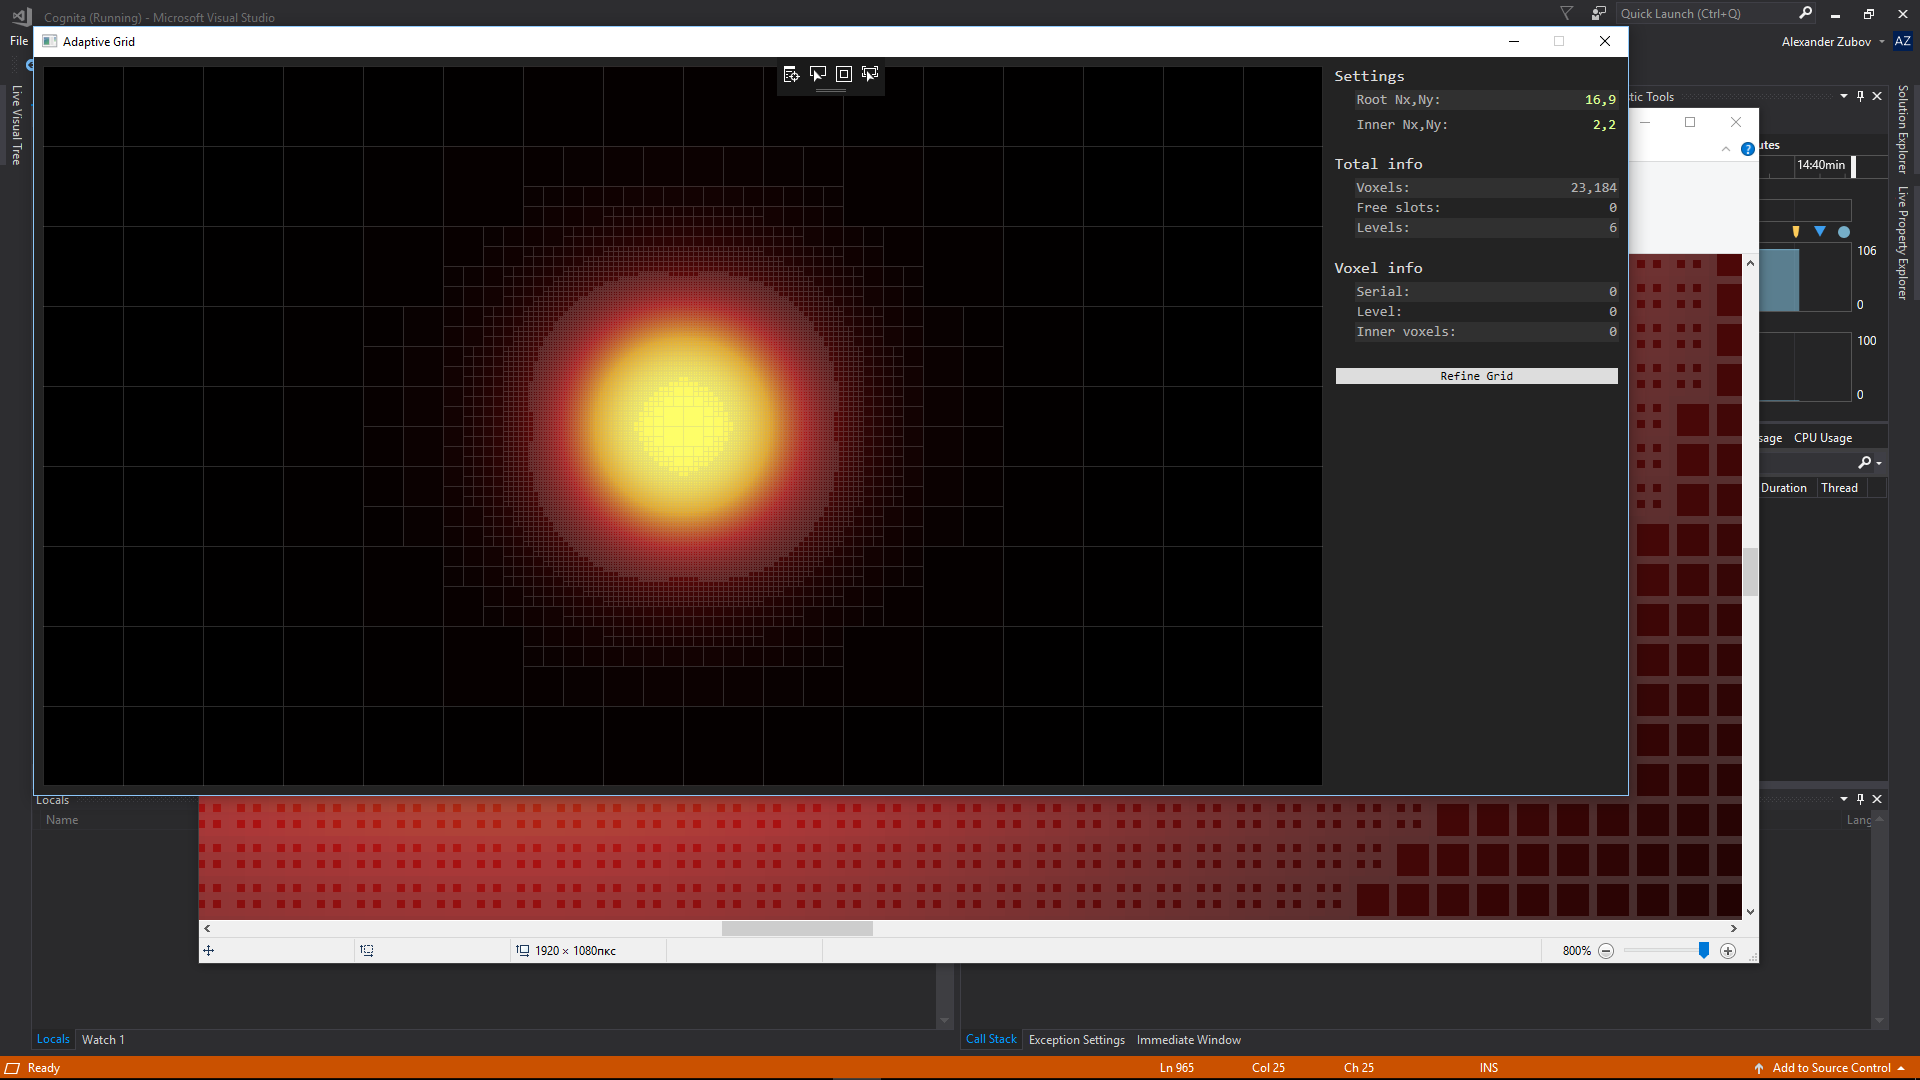 Cognita (Running) - Microsoft Visual Studio
Quick Launch (Ctrl+Q)
File
Adaptive Grid
Alexander Zubov
AZ
Live Visual Tree
Settings
Root Nx,Ny: 16,9
Inner Nx,Ny: 2,2
Total info
Voxels: 23,184
Free slots: 0
Levels: 6
Voxel info
Serial: 0
Level: 0
Inner voxels: 0
Refine Grid
tic Tools
utes
14:40min
106
0
100
0
sage CPU Usage
Duration Thread
Solution Explorer
Live Property Explorer
Locals
Name
Lang
1920 × 1080пкс
800%
Locals Watch 1
Call Stack Exception Settings Immediate Window
Ready
Ln 965 Col 25 Ch 25 INS
Add to Source Control